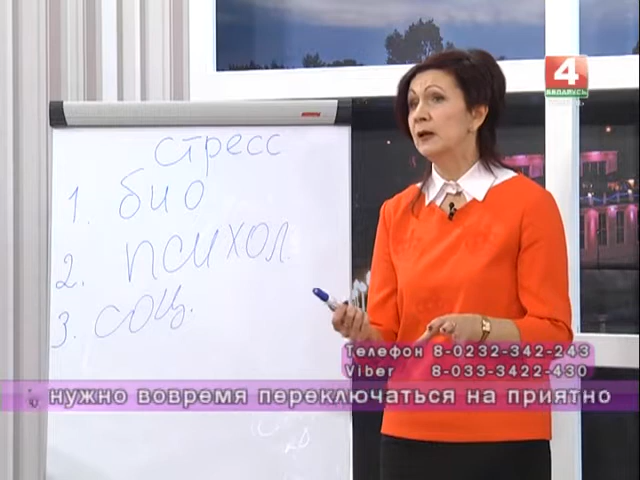 4
БЕЛАРУСЬ
стресс
1. био
2. психол.
3. соц.
Телефон 8-0232-342-243
Viber 8-033-3422-430
, нужно вовремя переключаться на приятно